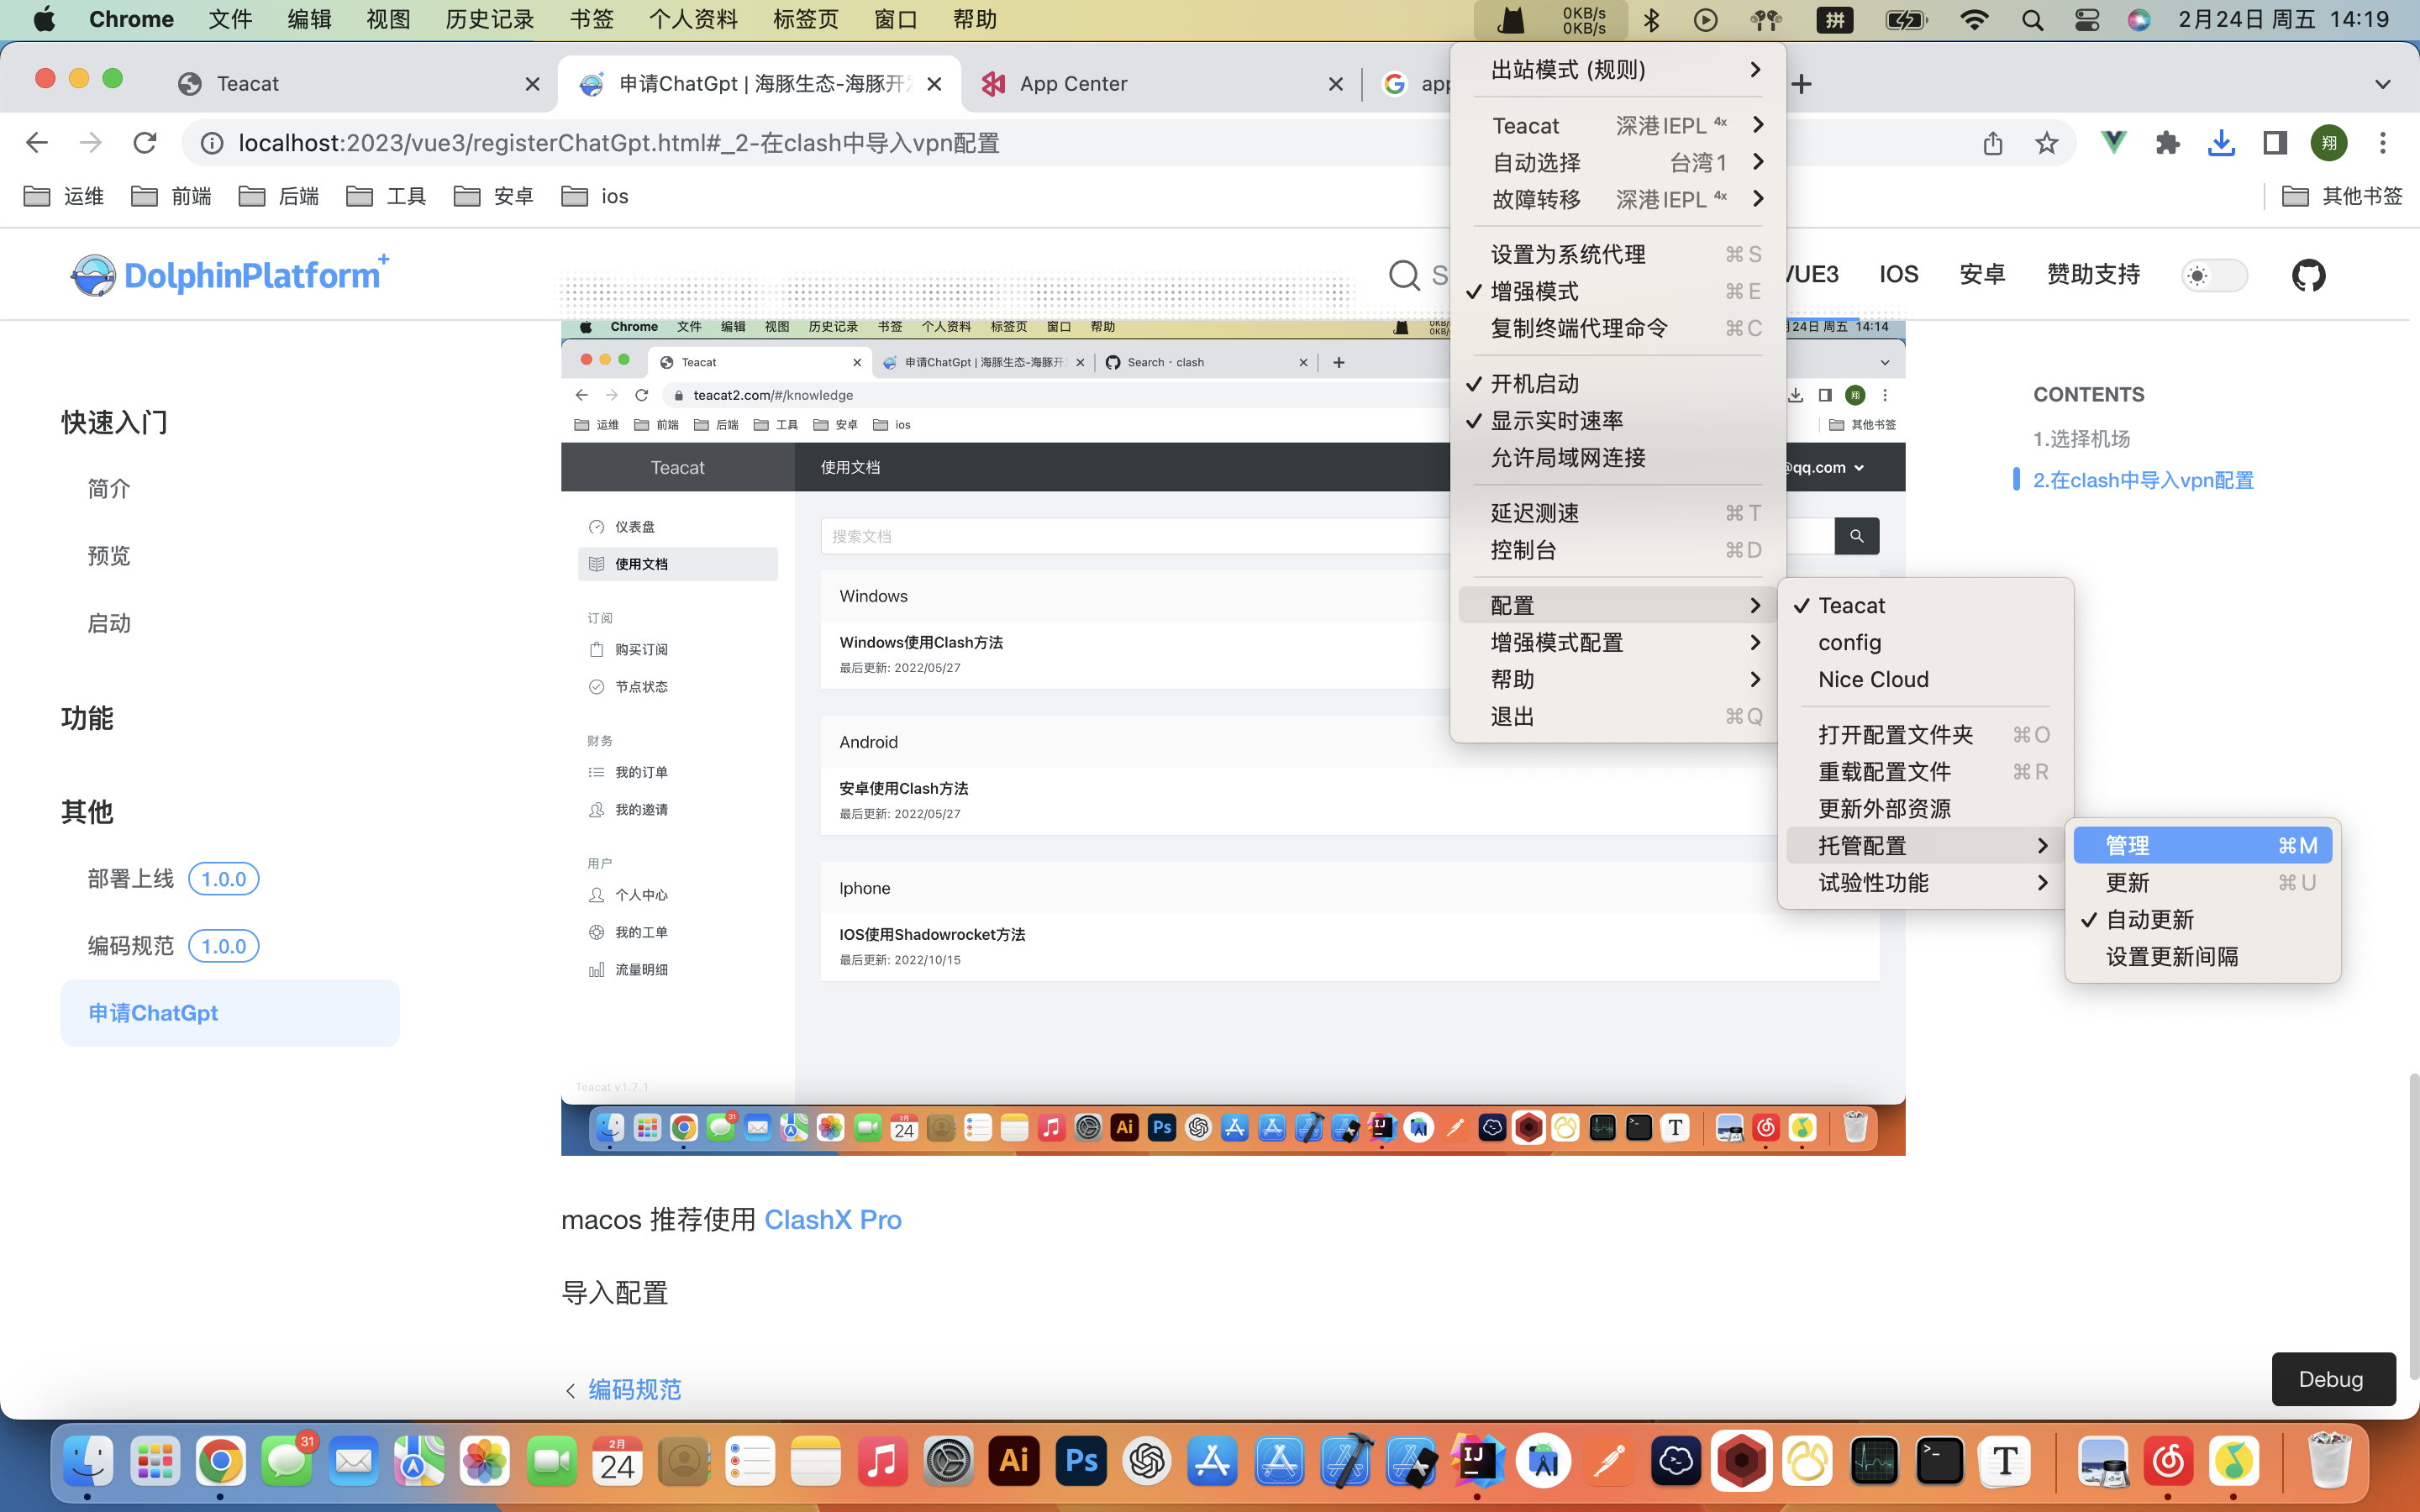 Chrome 文件 编辑 视图 历史记录 书签 个人资料 标签页 窗口 帮助
0KB/s
0KB/s
拼
2月24日 周五 14:19
Teacat
申请ChatGpt | 海豚生态-海豚开
App Center
app
localhost:2023/vue3/registerChatGpt.html#_2-在clash中导入vpn配置
翔
运维 前端 后端 工具 安卓 ios
其他书签
DolphinPlatform+
S
VUE3 IOS 安卓 赞助支持
快速入门
简介
预览
启动
功能
其他
部署上线 1.0.0
编码规范 1.0.0
申请ChatGpt
Chrome 文件 编辑 视图 历史记录 书签 个人资料 标签页 窗口 帮助
月24日 周五 14:14
Teacat
申请ChatGpt | 海豚生态-海豚开
Search · clash
teacat2.com/#/knowledge
翔
运维 前端 后端 工具 安卓 ios
其他书签
Teacat
使用文档
@qq.com
仪表盘
使用文档
订阅
购买订阅
节点状态
财务
我的订单
我的邀请
用户
个人中心
我的工单
流量明细
Teacat v1.7.1
搜索文档
Windows
Windows使用Clash方法
最后更新: 2022/05/27
Android
安卓使用Clash方法
最后更新: 2022/05/27
Iphone
IOS使用Shadowrocket方法
最后更新: 2022/10/15
31
2月
24
Ai
Ps
IJ
T
macos 推荐使用 ClashX Pro
导入配置
编码规范
CONTENTS
1.选择机场
2.在clash中导入vpn配置
出站模式 (规则)
Teacat 深港IEPL 4x
自动选择 台湾1
故障转移 深港IEPL 4x
设置为系统代理 ⌘S
增强模式 ⌘E
复制终端代理命令 ⌘C
开机启动
显示实时速率
允许局域网连接
延迟测速 ⌘T
控制台 ⌘D
配置
增强模式配置
帮助
退出 ⌘Q
Teacat
config
Nice Cloud
打开配置文件夹 ⌘O
重载配置文件 ⌘R
更新外部资源
托管配置
试验性功能
管理 ⌘M
更新 ⌘U
自动更新
设置更新间隔
Debug
31
2月
24
Ai
Ps
IJ
T